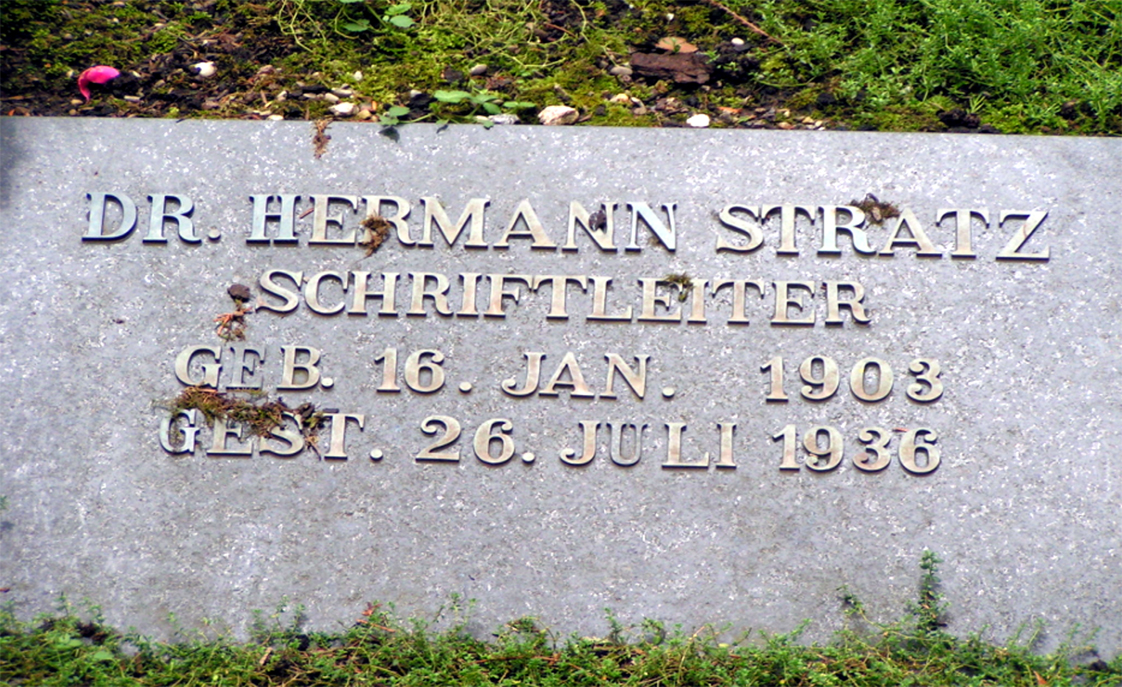 DR. HERMANN STRATZ
SCHRIFTLEITER
GEB. 16. JAN. 1903
GEST. 26. JULI 1936